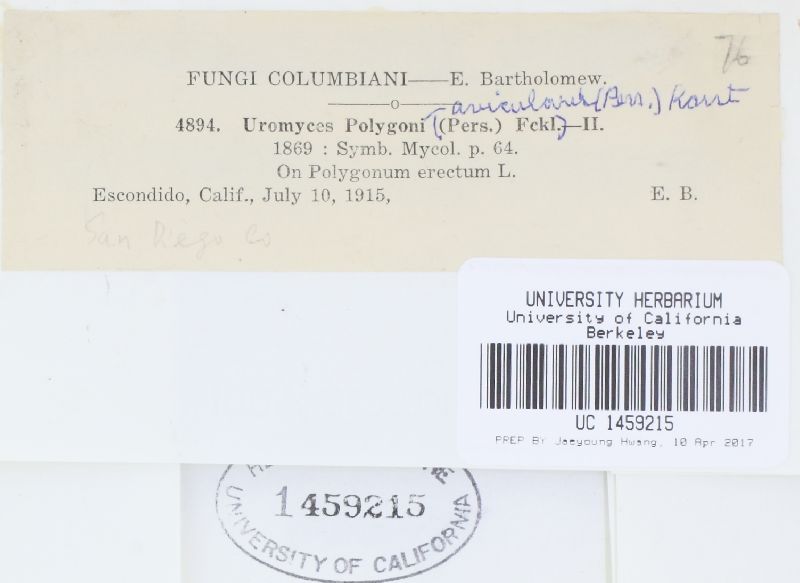 76
FUNGI COLUMBIANI——E. Bartholomew.
——o——
avicularis (Pers.) Karst
4894. Uromyces Polygoni [(Pers.) Fckl.]—II.
1869 : Symb. Mycol. p. 64.
On Polygonum erectum L.
Escondido, Calif., July 10, 1915, E. B.
San Diego Co
UNIVERSITY HERBARIUM
University of California
Berkeley
UC 1459215
PREP BY Jaeyoung Hwang, 10 Apr 2017
1459215
UNIVERSITY OF CALIFORNIA